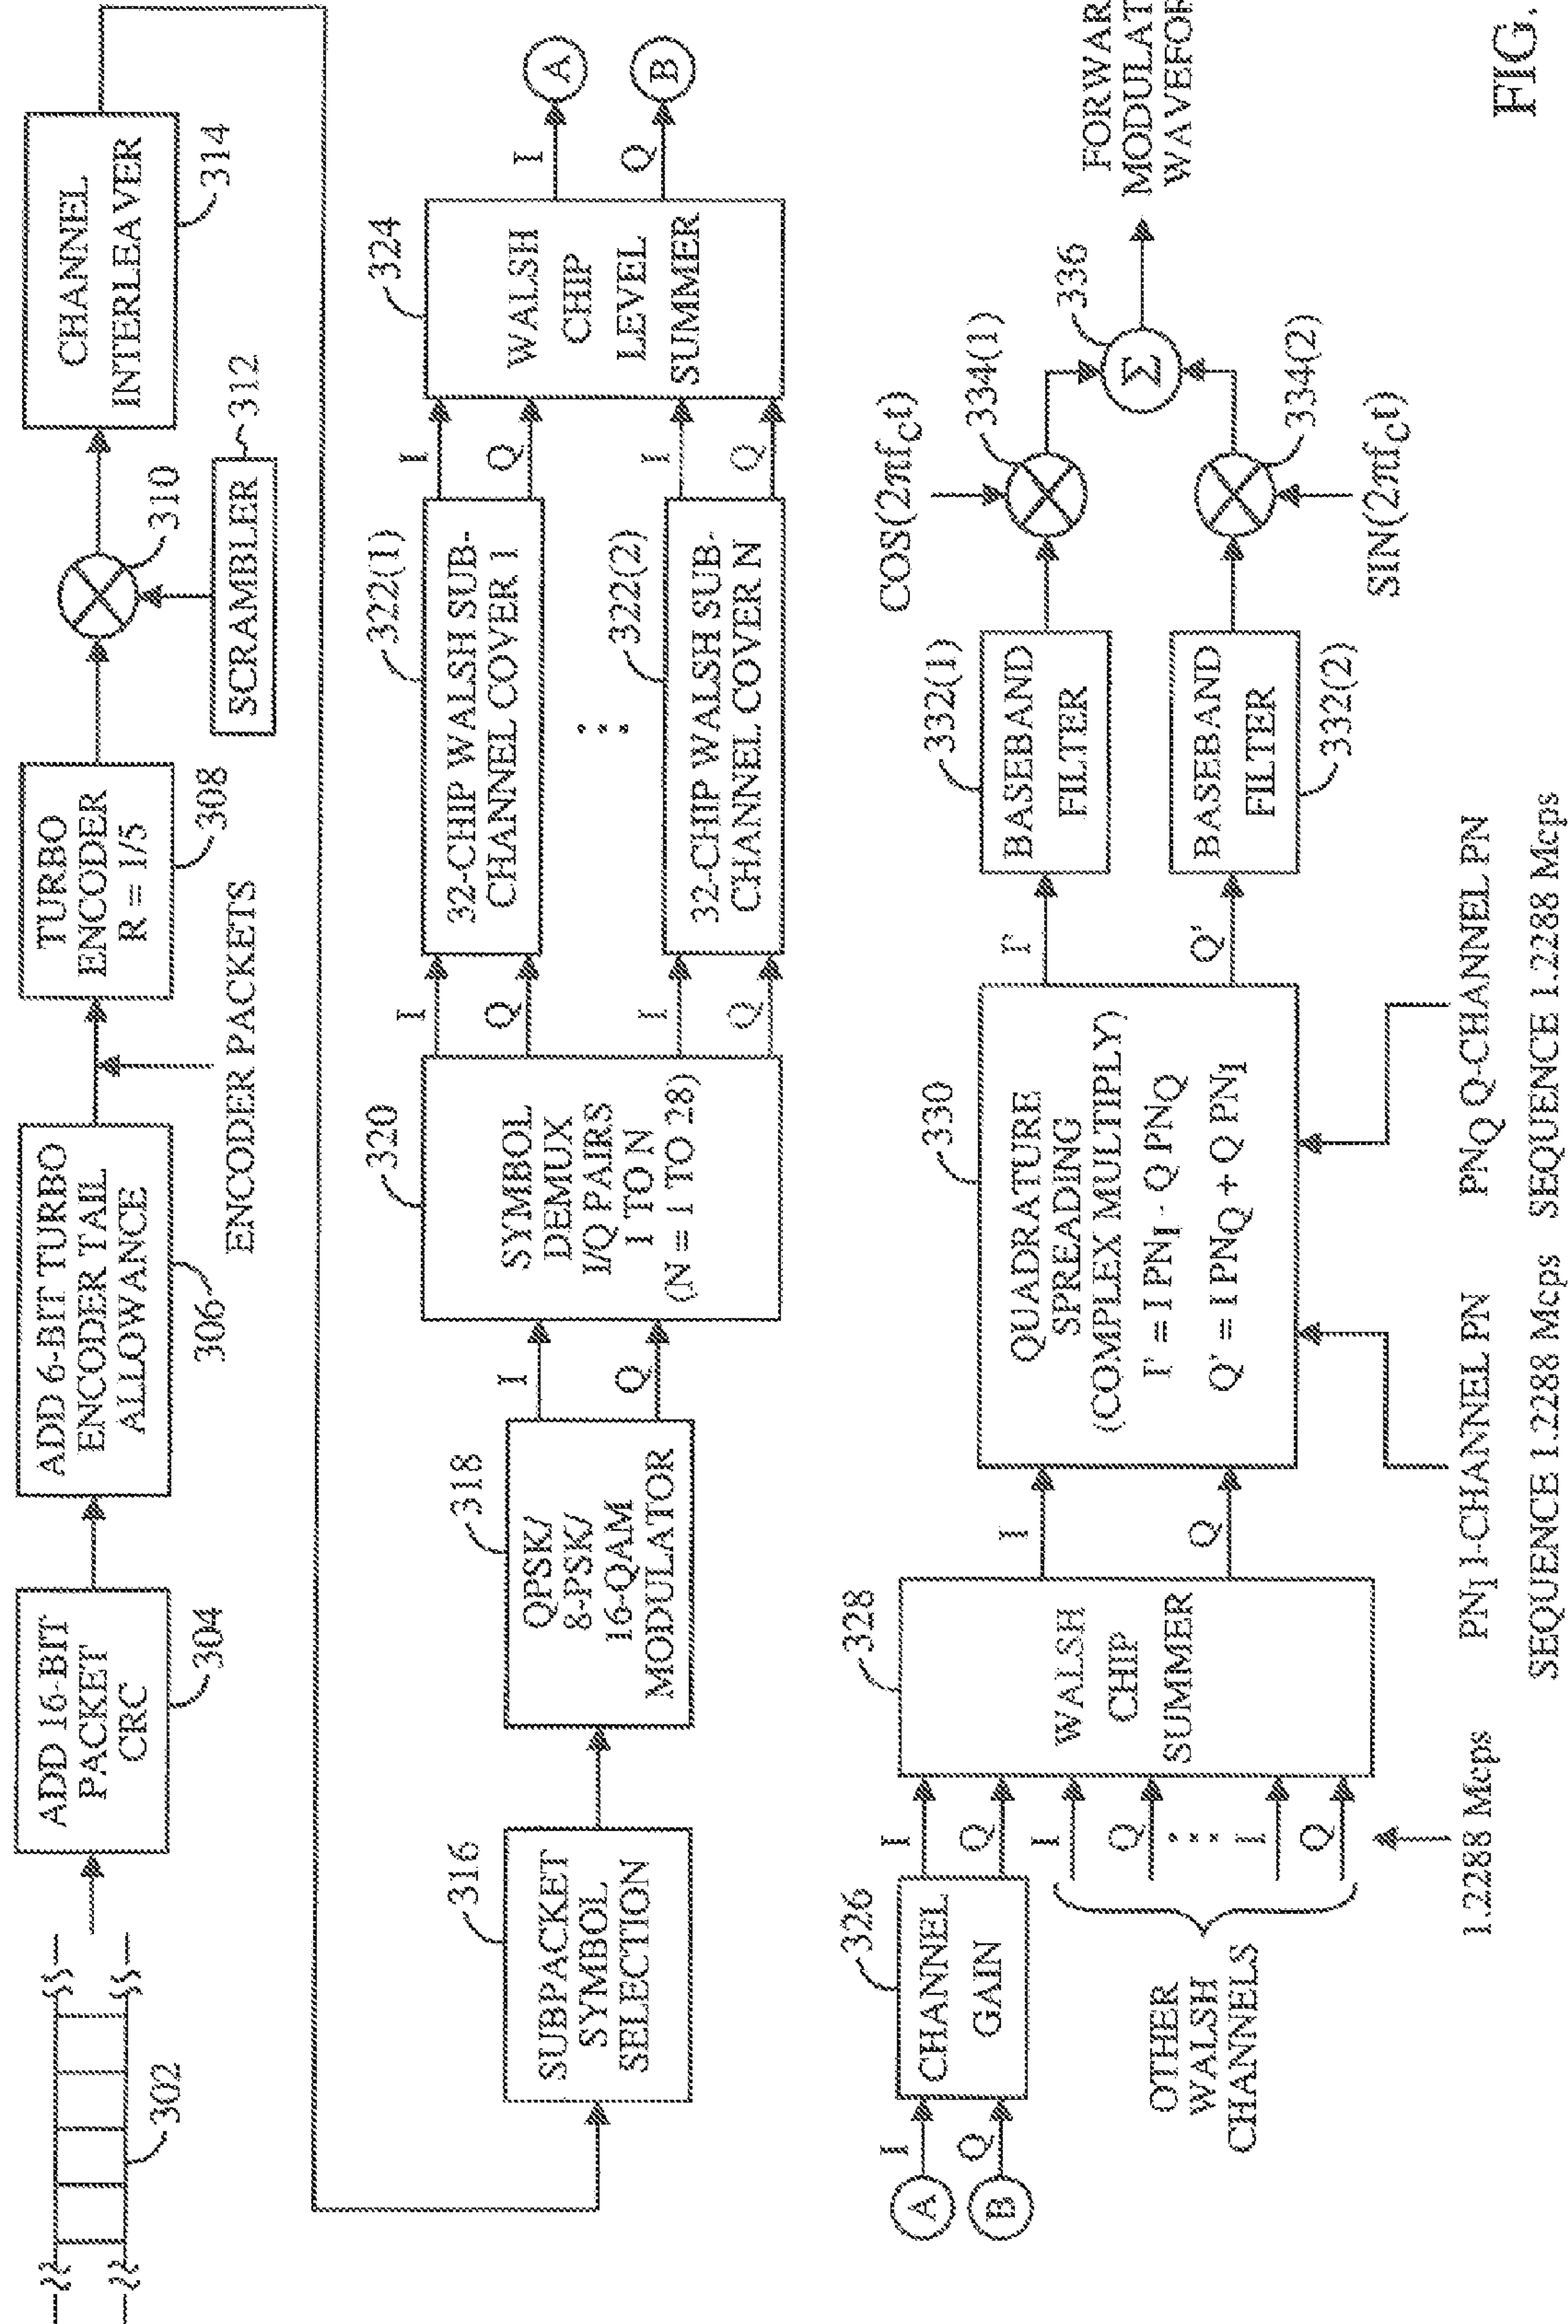 302
ADD 16-BIT
PACKET
CRC
304
ADD 6-BIT TURBO
ENCODER TAIL
ALLOWANCE
306
ENCODER PACKETS
TURBO
ENCODER
R = 1/5
308
310
SCRAMBLER
312
CHANNEL
INTERLEAVER
314
316
SUBPACKET
SYMBOL
SELECTION
318
QPSK/
8-PSK/
16-QAM
MODULATOR
I
Q
320
SYMBOL
DEMUX
I/Q PAIRS
1 TO N
(N = 1 TO 28)
I
Q
I
Q
322(1)
32-CHIP WALSH SUB-
CHANNEL COVER 1
322(2)
32-CHIP WALSH SUB-
CHANNEL COVER N
I
Q
I
Q
324
WALSH
CHIP
LEVEL
SUMMER
I
Q
A
B
A
B
I
Q
326
CHANNEL
GAIN
I
Q
I
Q
I
Q
OTHER
WALSH
CHANNELS
1.2288 Mcps
328
WALSH
CHIP
SUMMER
I
Q
330
QUADRATURE
SPREADING
(COMPLEX MULTIPLY)
I' = I PNI - Q PNQ
Q' = I PNQ + Q PNI
PNI I-CHANNEL PN
SEQUENCE 1.2288 Mcps
PNQ Q-CHANNEL PN
SEQUENCE 1.2288 Mcps
I'
Q'
332(1)
BASEBAND
FILTER
BASEBAND
FILTER
332(2)
COS(2πfct)
334(1)
334(2)
SIN(2πfct)
336
Σ
FORWAR
MODULAT
WAVEFOR
FIG.